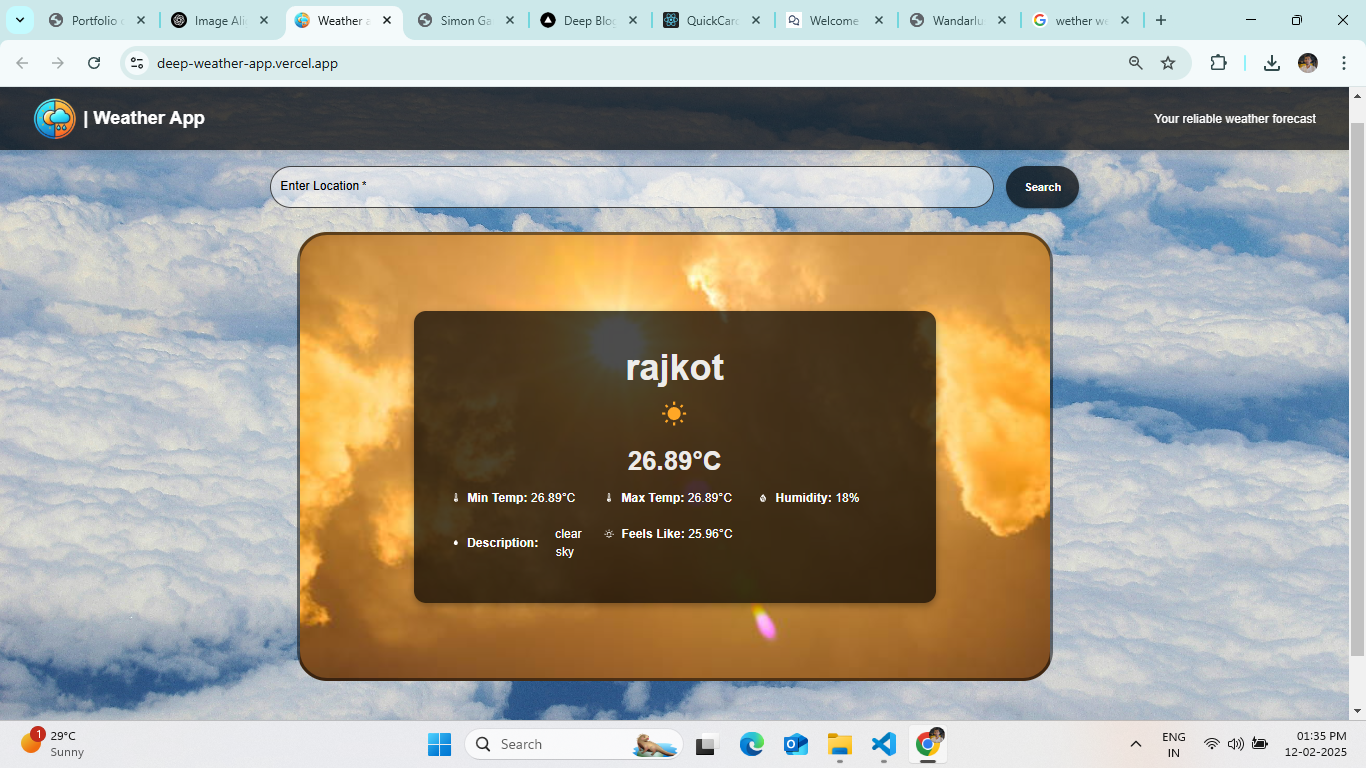 Portfolio c
Image Ali
Weather a
Simon Ga
Deep Blo
QuickCar
Welcome
Wandarlu
wether we
deep-weather-app.vercel.app
| Weather App
Your reliable weather forecast
Enter Location *
Search
rajkot
26.89°C
Min Temp: 26.89°C
Max Temp: 26.89°C
Humidity: 18%
Description: clear
sky
Feels Like: 25.96°C
1
29°C
Sunny
Search
ENG
IN
01:35 PM
12-02-2025